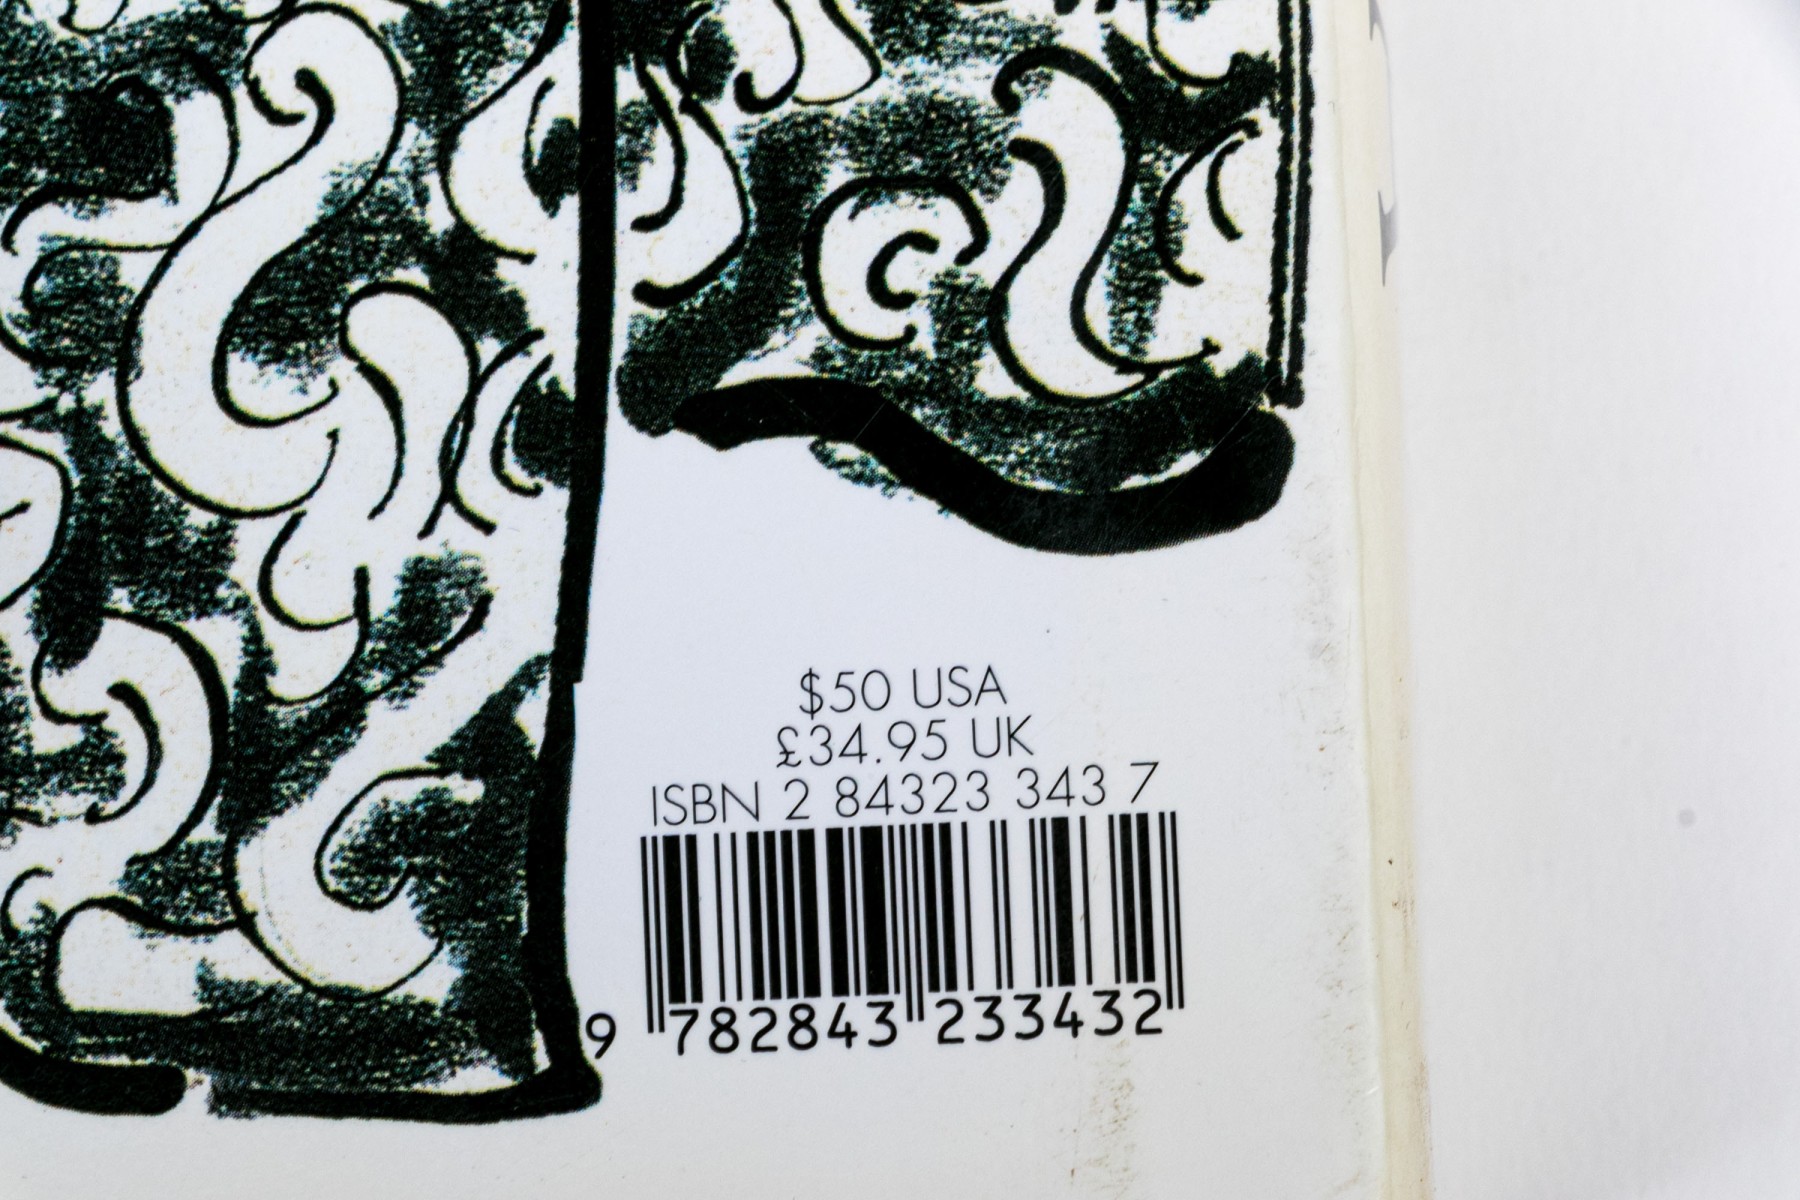 $50 USA
£34.95 UK
ISBN 2 84323 343 7
9 782843 233432